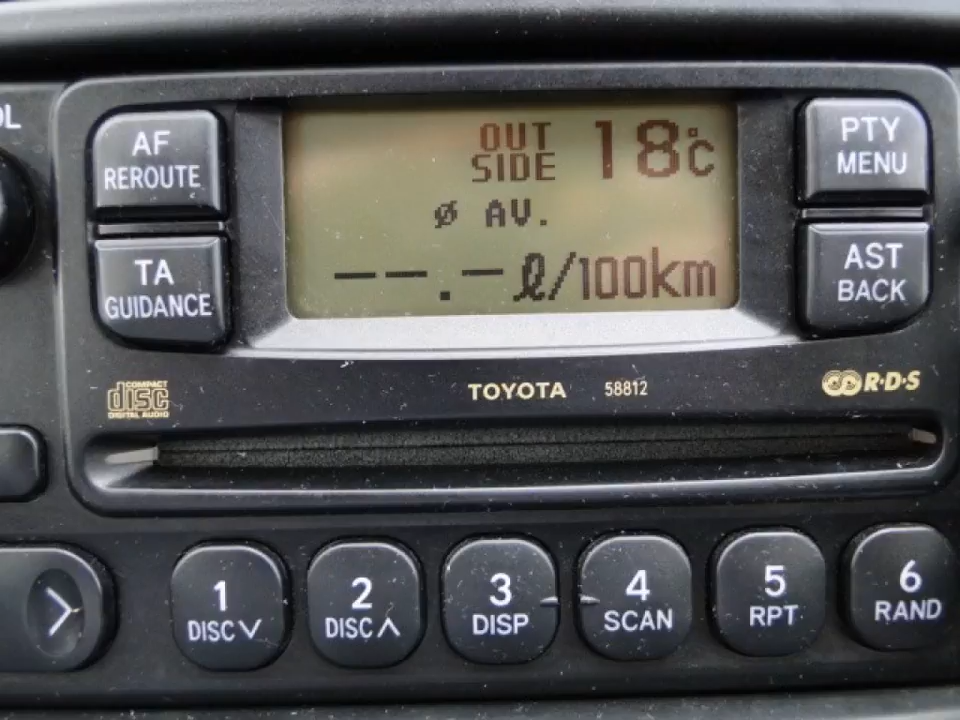 OL
AF
REROUTE
TA
GUIDANCE
OUT
SIDE 18°C
Ø AV.
--.-ℓ/100km
PTY
MENU
AST
BACK
COMPACT
disc
DIGITAL AUDIO
TOYOTA 58812
R·D·S
1
DISC∨
2
DISC∧
3
DISP
4
SCAN
5
RPT
6
RAND